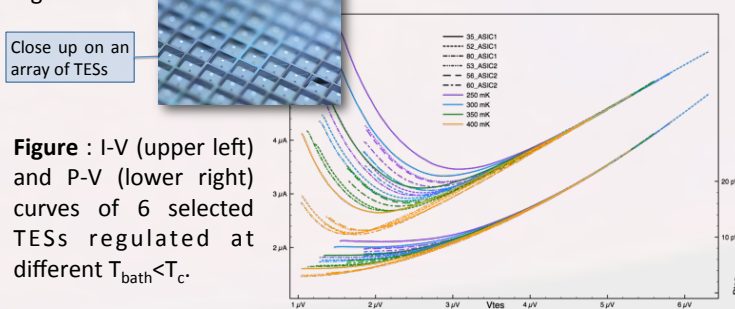 Close up on an
array of TESs
Figure : I-V (upper left)
and P-V (lower right)
curves of 6 selected
TESs regulated at
different Tbath<Tc.
35_ASIC1
52_ASIC1
80_ASIC1
53_ASIC2
56_ASIC2
60_ASIC2
250 mK
300 mK
350 mK
400 mK
4 µA
3 µA
2 µA
20 p
10 p
1 µV
2 µV
3 µV
Vtes
4 µV
5 µV
6 µV